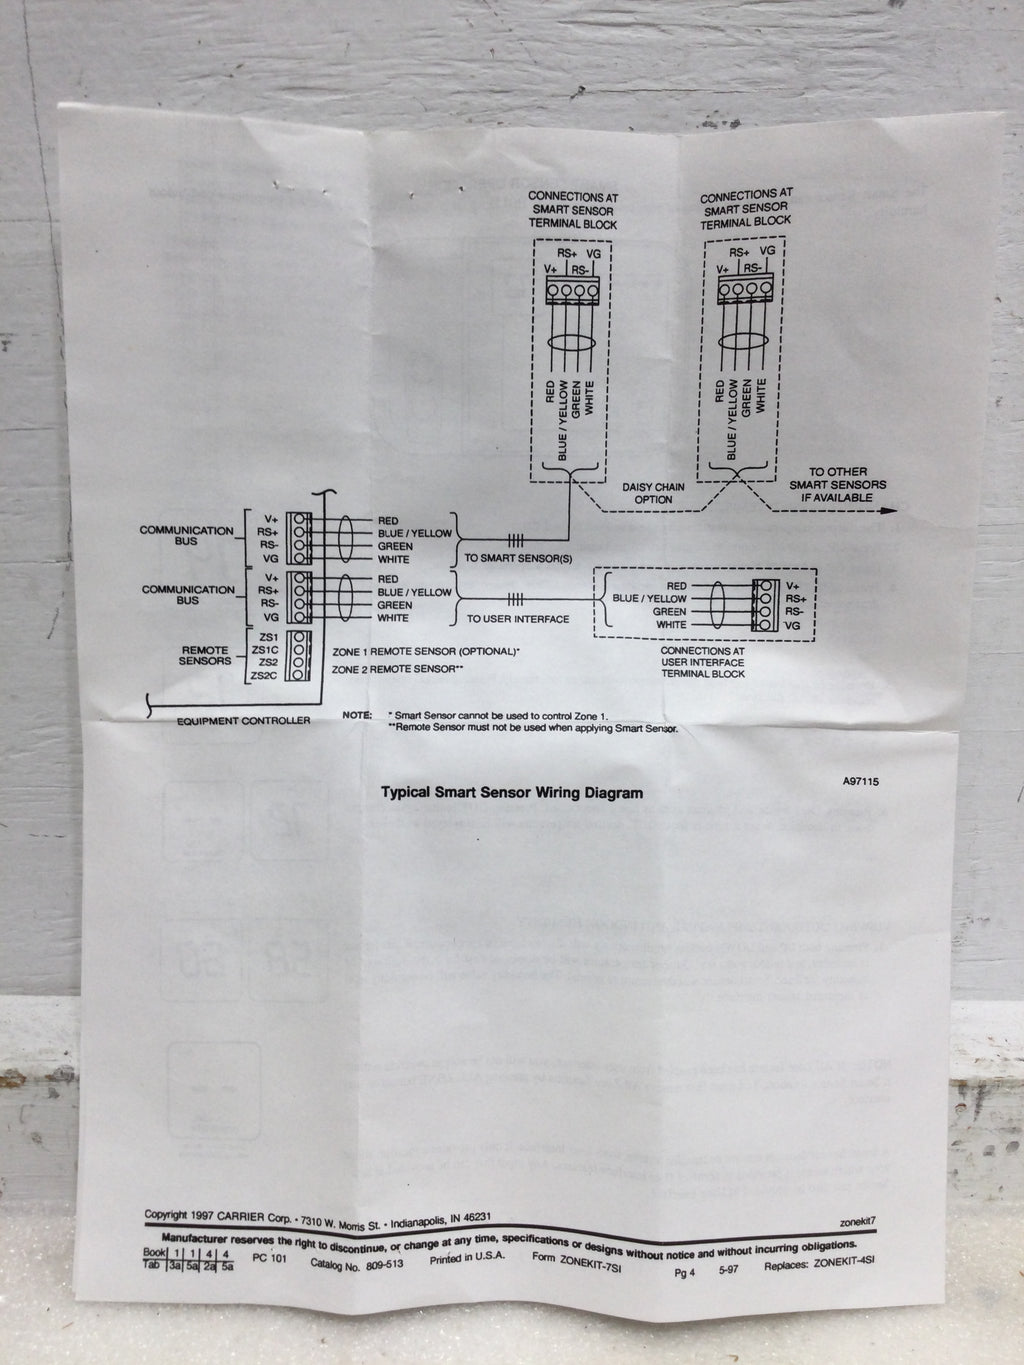 CONNECTIONS AT
SMART SENSOR
TERMINAL BLOCK
RS+ VG
V+ RS-
RED
BLUE / YELLOW
GREEN
WHITE
CONNECTIONS AT
SMART SENSOR
TERMINAL BLOCK
RS+ VG
V+ RS-
RED
BLUE / YELLOW
GREEN
WHITE
DAISY CHAIN
OPTION
TO OTHER
SMART SENSORS
IF AVAILABLE
COMMUNICATION
BUS
V+
RS+
RS-
VG
RED
BLUE / YELLOW
GREEN
WHITE
TO SMART SENSOR(S)
COMMUNICATION
BUS
V+
RS+
RS-
VG
RED
BLUE / YELLOW
GREEN
WHITE
TO USER INTERFACE
RED
BLUE / YELLOW
GREEN
WHITE
V+
RS+
RS-
VG
CONNECTIONS AT
USER INTERFACE
TERMINAL BLOCK
REMOTE
SENSORS
ZS1
ZS1C
ZS2
ZS2C
ZONE 1 REMOTE SENSOR (OPTIONAL)*
ZONE 2 REMOTE SENSOR**
EQUIPMENT CONTROLLER
NOTE: * Smart Sensor cannot be used to control Zone 1.
**Remote Sensor must not be used when applying Smart Sensor.
A97115
Typical Smart Sensor Wiring Diagram
Copyright 1997 CARRIER Corp. • 7310 W. Morris St. • Indianapolis, IN 46231
zonekit7
Manufacturer reserves the right to discontinue, or change at any time, specifications or designs without notice and without incurring obligations.
Book 1 1 4 4
Tab 3a 5a 2a 5a
PC 101 Catalog No. 809-513 Printed in U.S.A. Form ZONEKIT-7SI Pg 4 5-97 Replaces: ZONEKIT-4SI